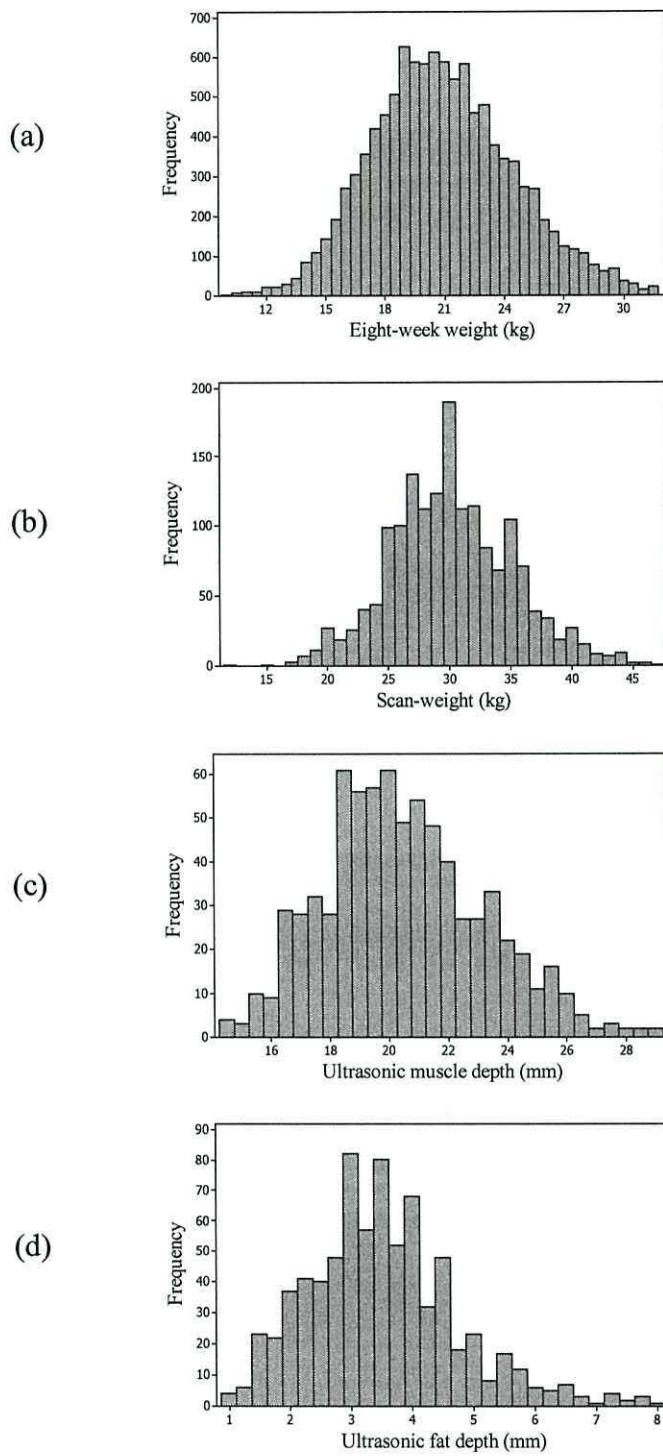 (a)
Frequency
700
600
500
400
300
200
100
0
12 15 18 21 24 27 30
Eight-week weight (kg)
(b)
Frequency
200
150
100
50
0
15 20 25 30 35 40 45
Scan-weight (kg)
(c)
Frequency
60
50
40
30
20
10
0
16 18 20 22 24 26 28
Ultrasonic muscle depth (mm)
(d)
Frequency
90
80
70
60
50
40
30
20
10
0
1 2 3 4 5 6 7 8
Ultrasonic fat depth (mm)